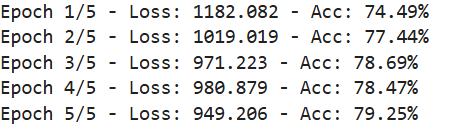 Epoch 1/5 - Loss: 1182.082 - Acc: 74.49%
Epoch 2/5 - Loss: 1019.019 - Acc: 77.44%
Epoch 3/5 - Loss: 971.223 - Acc: 78.69%
Epoch 4/5 - Loss: 980.879 - Acc: 78.47%
Epoch 5/5 - Loss: 949.206 - Acc: 79.25%